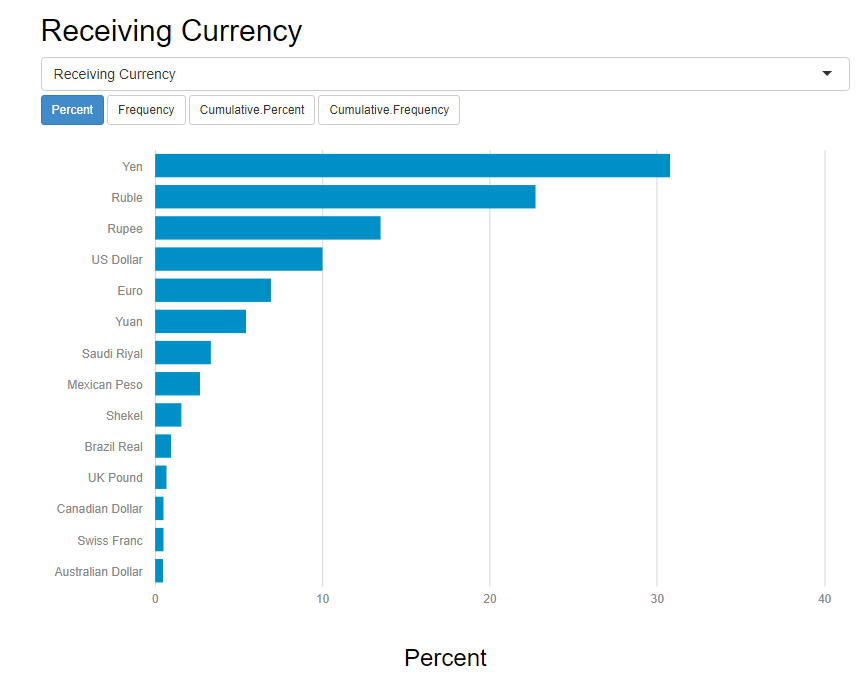 Receiving Currency
Receiving Currency
Percent Frequency Cumulative.Percent Cumulative.Frequency
Yen
Ruble
Rupee
US Dollar
Euro
Yuan
Saudi Riyal
Mexican Peso
Shekel
Brazil Real
UK Pound
Canadian Dollar
Swiss Franc
Australian Dollar
0 10 20 30 40
Percent